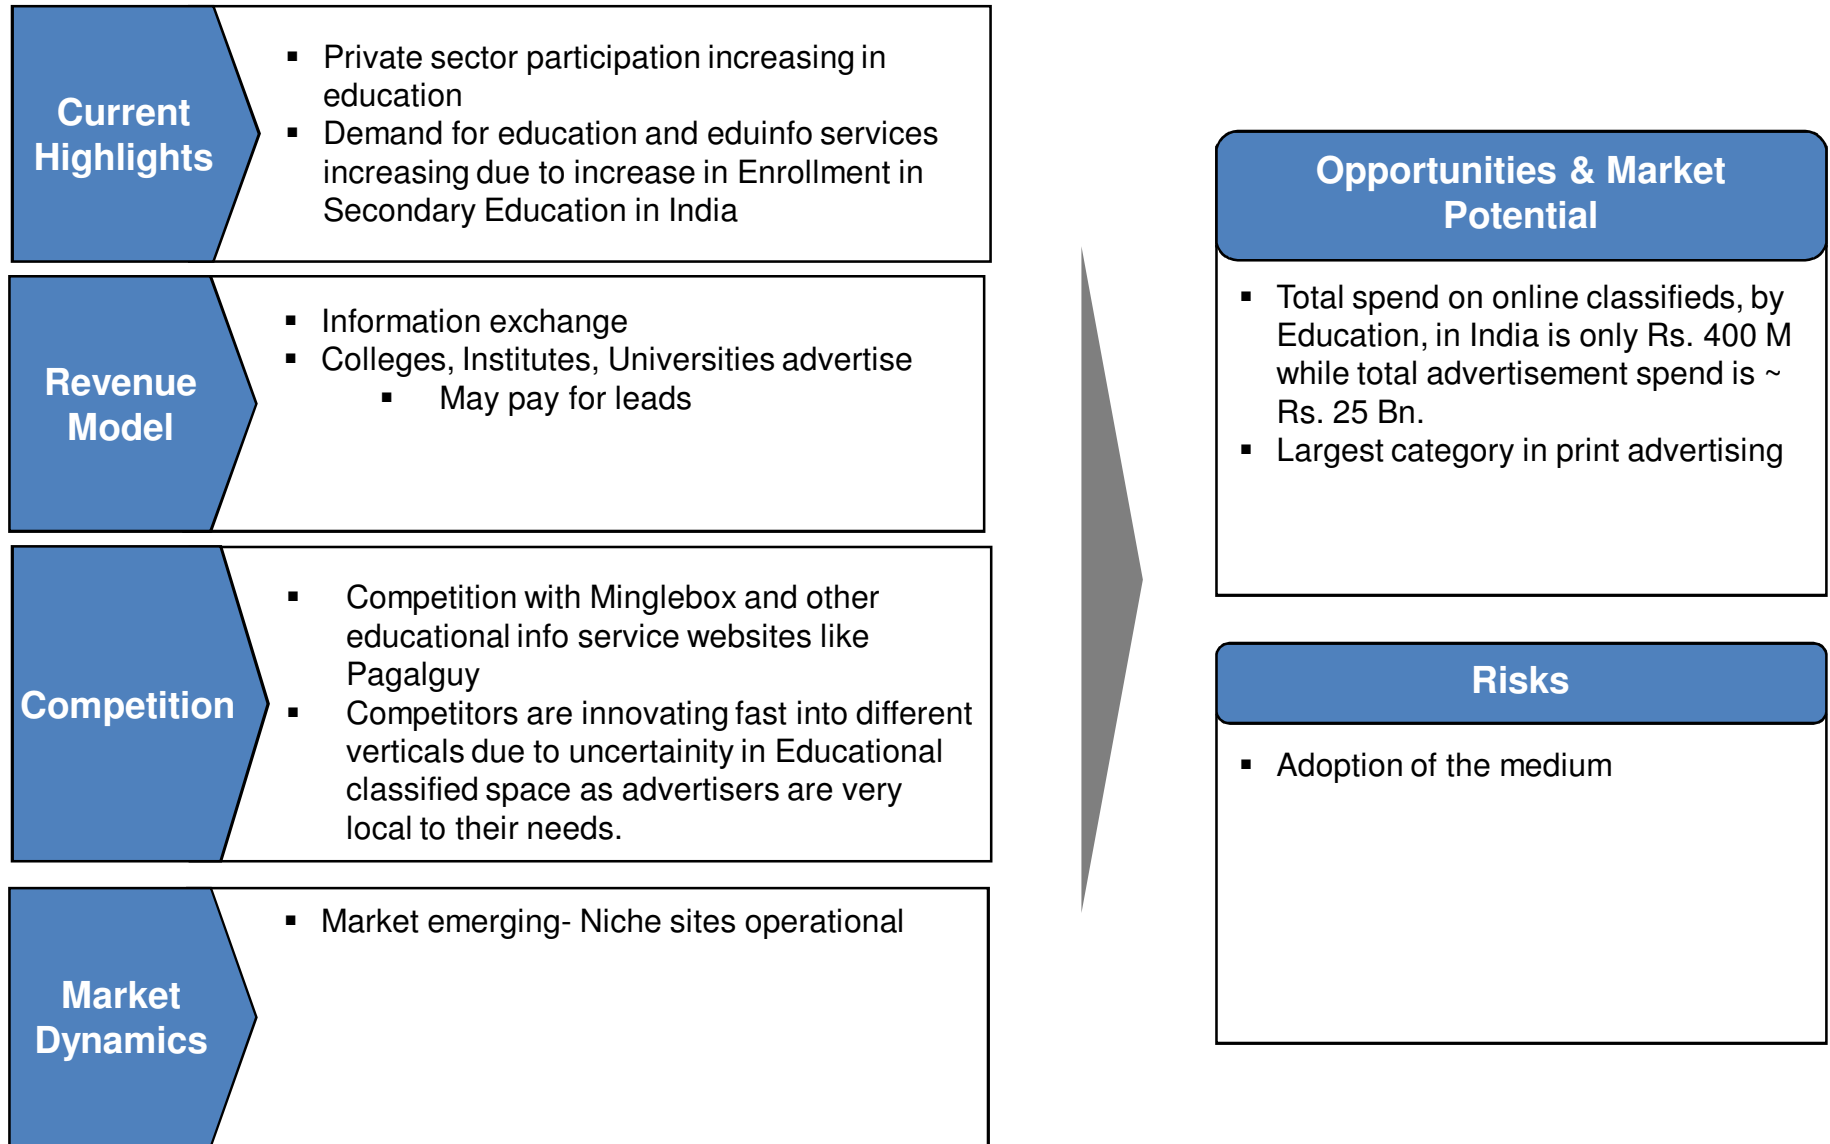 Current
Highlights
▪ Private sector participation increasing in
education
▪ Demand for education and eduinfo services
increasing due to increase in Enrollment in
Secondary Education in India
Revenue
Model
▪ Information exchange
▪ Colleges, Institutes, Universities advertise
▪ May pay for leads
Competition
▪ Competition with Minglebox and other
educational info service websites like
Pagalguy
▪ Competitors are innovating fast into different
verticals due to uncertainity in Educational
classified space as advertisers are very
local to their needs.
Market
Dynamics
▪ Market emerging- Niche sites operational
Opportunities & Market
Potential
▪ Total spend on online classifieds, by
Education, in India is only Rs. 400 M
while total advertisement spend is ~
Rs. 25 Bn.
▪ Largest category in print advertising
Risks
▪ Adoption of the medium